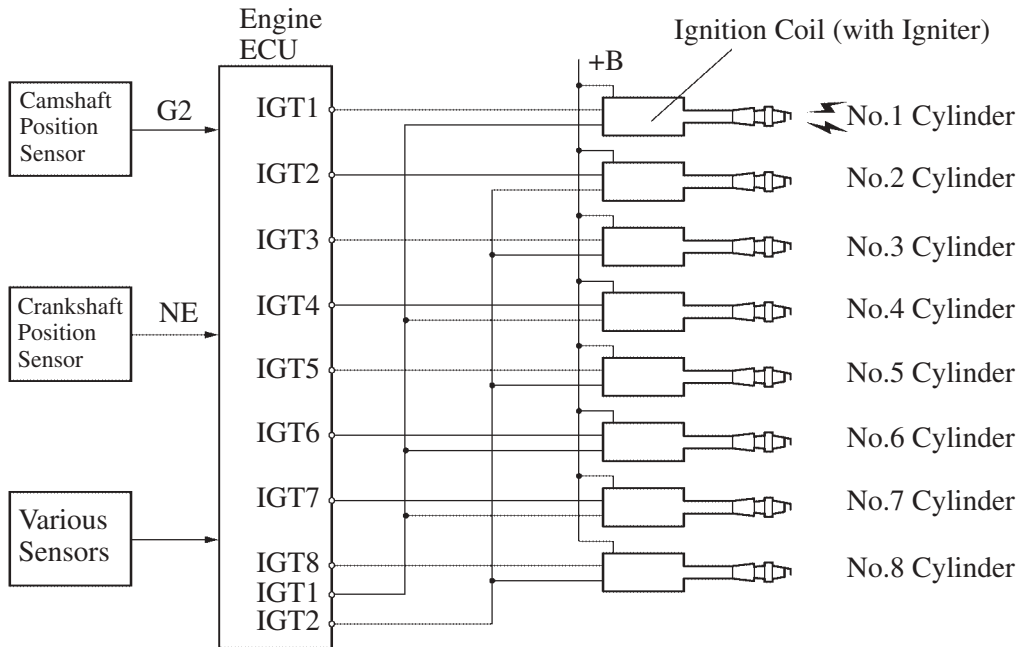 Engine
ECU
Ignition Coil (with Igniter)
+B
Camshaft
Position
Sensor
G2
IGT1
No.1 Cylinder
IGT2
No.2 Cylinder
IGT3
No.3 Cylinder
Crankshaft
Position
Sensor
NE
IGT4
No.4 Cylinder
IGT5
No.5 Cylinder
IGT6
No.6 Cylinder
Various
Sensors
IGT7
No.7 Cylinder
IGT8
No.8 Cylinder
IGT1
IGT2